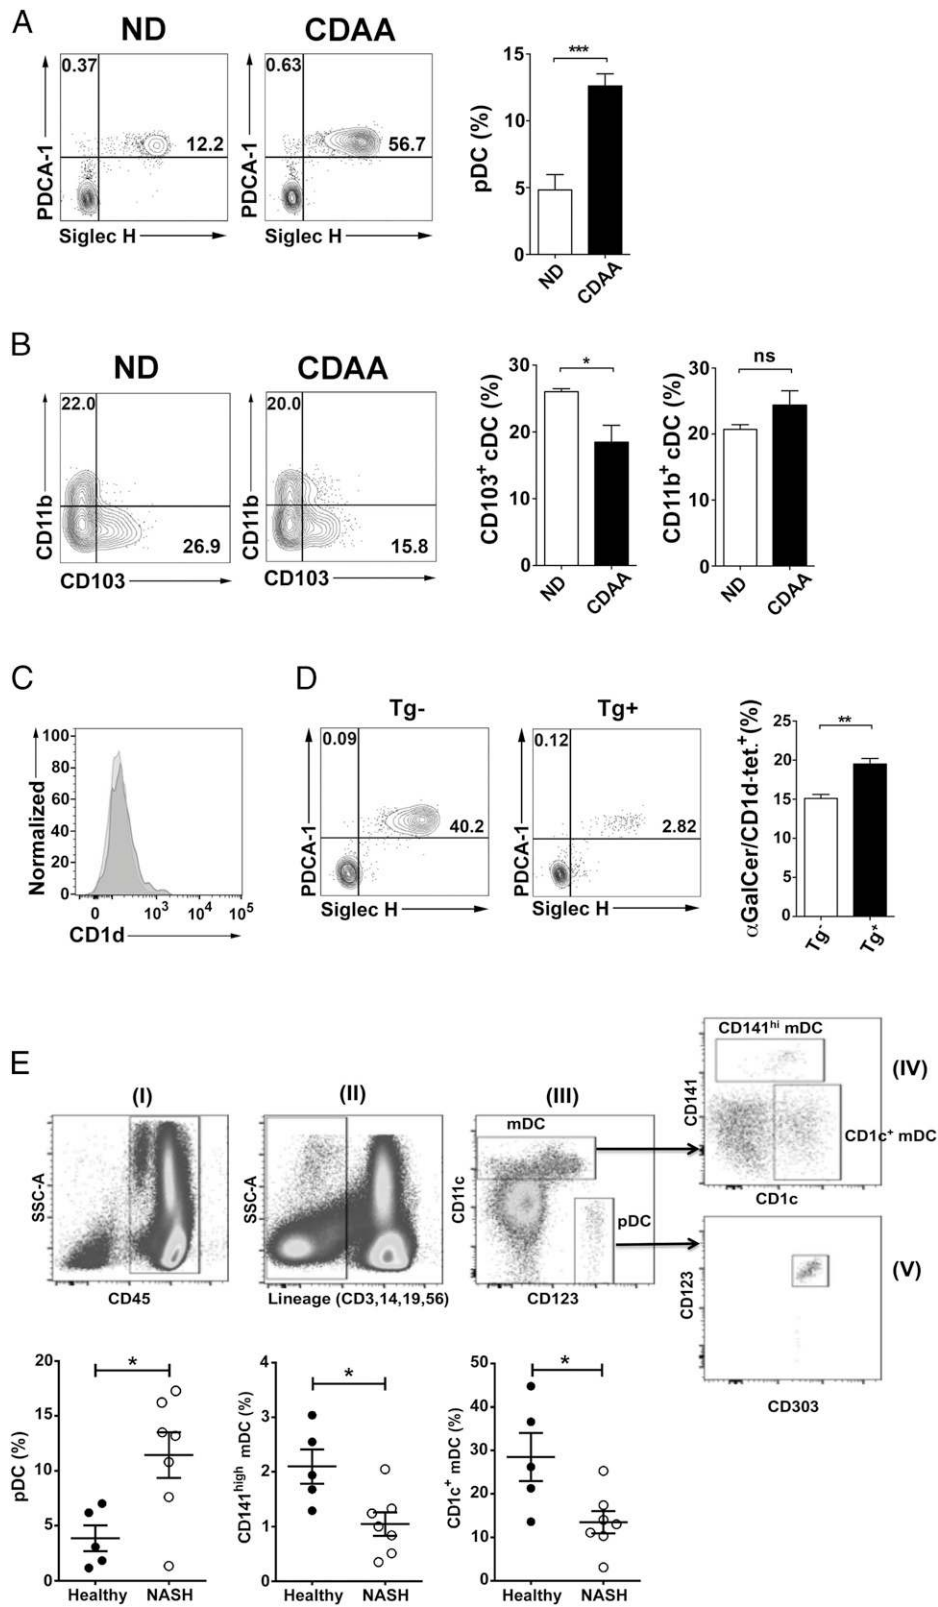 A
ND
CDAA
0.37
12.2
PDCA-1
Siglec H
0.63
56.7
PDCA-1
Siglec H
***
pDC (%)
15
10
5
0
ND
CDAA
B
ND
CDAA
22.0
26.9
CD11b
CD103
20.0
15.8
CD11b
CD103
*
CD103+ cDC (%)
30
20
10
0
ND
CDAA
ns
CD11b+ cDC (%)
30
20
10
0
ND
CDAA
C
Normalized
100
80
60
40
20
0
0 10³ 10⁴ 10⁵
CD1d
D
Tg-
Tg+
0.09
40.2
PDCA-1
Siglec H
0.12
2.82
PDCA-1
Siglec H
**
αGalCer/CD1d-tet.+(%)
25
20
15
10
5
0
Tg-
Tg+
E
(I)
SSC-A
CD45
(II)
SSC-A
Lineage (CD3,14,19,56)
(III)
mDC
pDC
CD11c
CD123
CD141hi mDC
(IV)
CD141
CD1c+ mDC
CD1c
(V)
CD123
CD303
*
pDC (%)
20
15
10
5
0
Healthy NASH
*
CD141high mDC (%)
4
3
2
1
0
Healthy NASH
*
CD1c+ mDC (%)
50
40
30
20
10
0
Healthy NASH